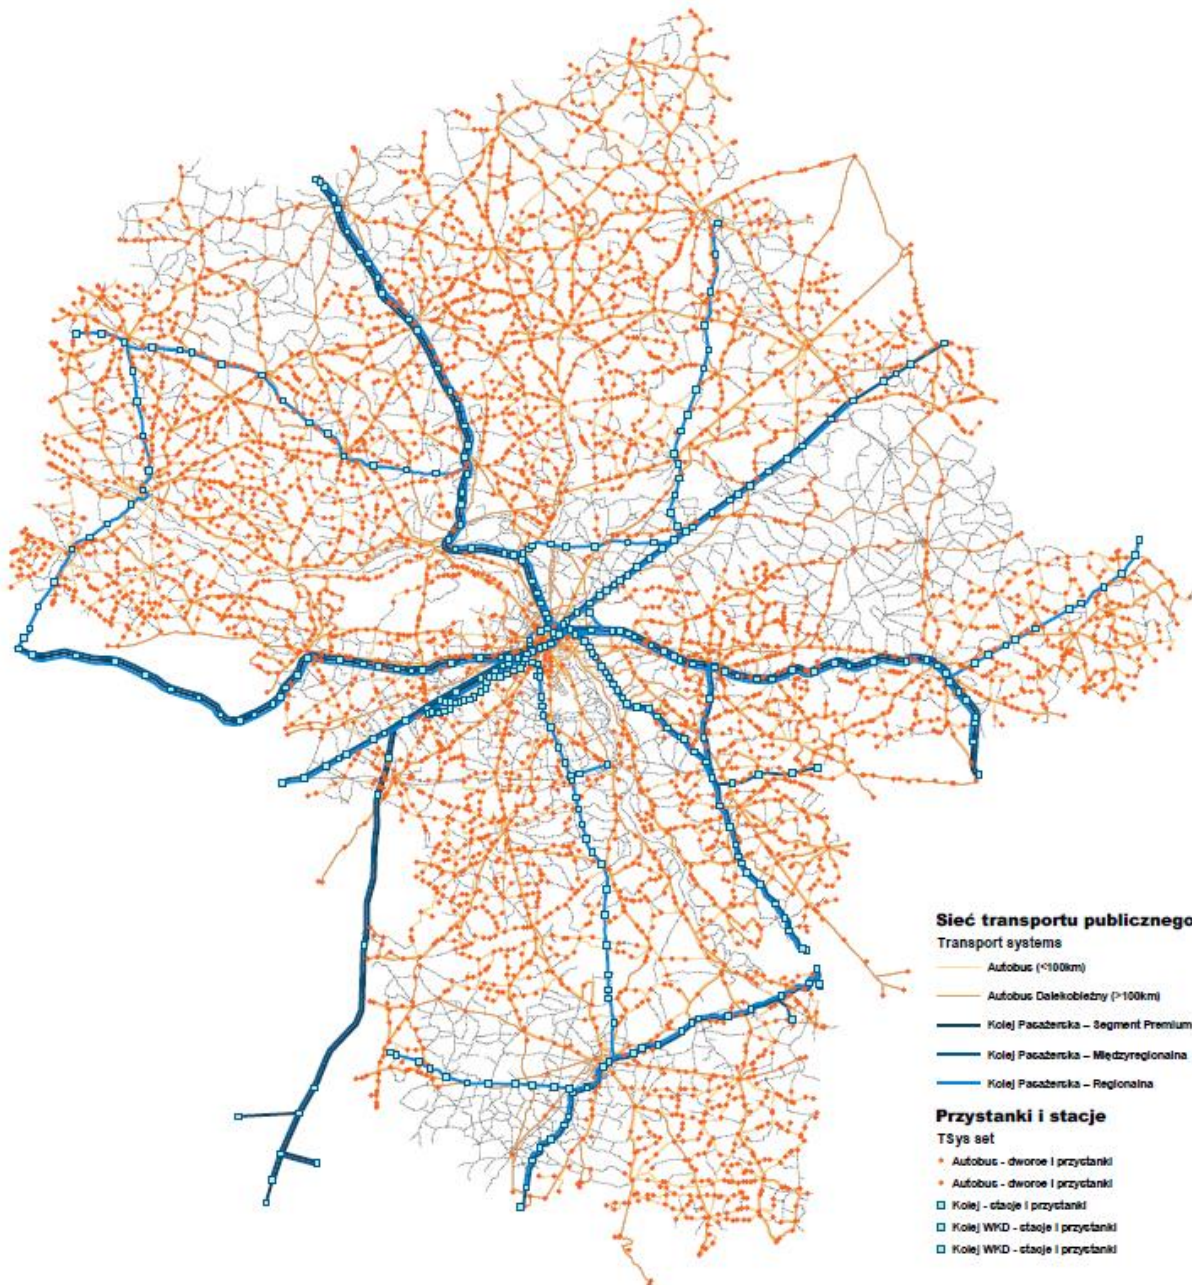 Sieć transportu publicznego
Transport systems
Autobus (<100km)
Autobus Dalekobieżny (>100km)
Kolej Pasażerska – Segment Premium
Kolej Pasażerska – Międzyregionalna
Kolej Pasażerska – Regionalna
Przystanki i stacje
TSys set
Autobus - dworce i przystanki
Autobus - dworce i przystanki
Kolej - stacje i przystanki
Kolej WKD - stacje i przystanki
Kolej WKD - stacje i przystanki